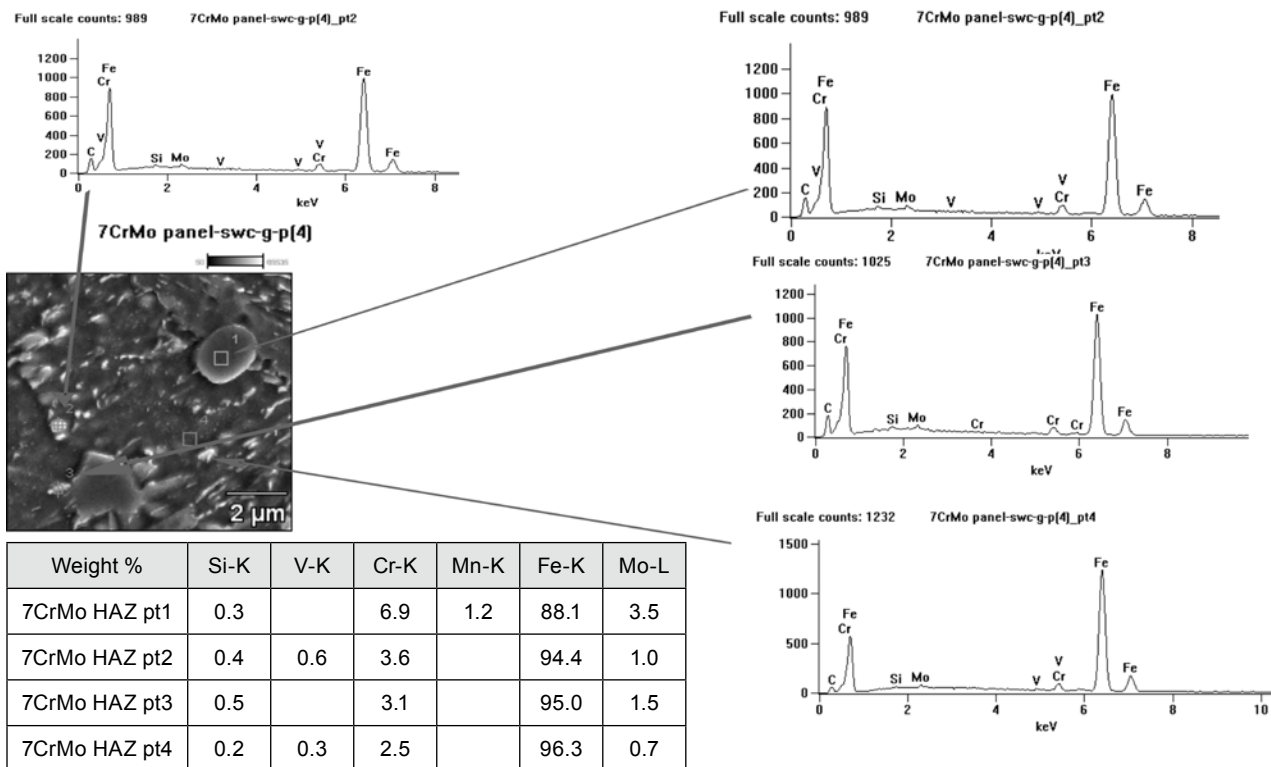 Full scale counts: 989 7CrMo panel-swc-g-p(4)_pt2
1200
1000
800
600
400
200
0
Fe
Cr
V
C
Si Mo V V
V
Cr
Fe
Fe
0 2 4 6 8
keV
7CrMo panel-swc-g-p(4)
1
2
4
3
2 µm
Full scale counts: 989 7CrMo panel-swc-g-p(4)_pt2
1200
1000
800
600
400
200
0
Fe
Cr
V
C
Si Mo V V
V
Cr
Fe
Fe
0 2 4 6 8
Full scale counts: 1025 7CrMo panel-swc-g-p(4)_pt3
1200
1000
800
600
400
200
0
Fe
Cr
C
Si Mo Cr Cr
Fe
Fe
0 2 4 6 8
keV
Full scale counts: 1232 7CrMo panel-swc-g-p(4)_pt4
1500
1000
500
0
Fe
Cr
C
Si Mo V
V
Cr
Fe
Fe
0 2 4 6 8 10
Weight % Si-K V-K Cr-K Mn-K Fe-K Mo-L
7CrMo HAZ pt1 0.3 6.9 1.2 88.1 3.5
7CrMo HAZ pt2 0.4 0.6 3.6 94.4 1.0
7CrMo HAZ pt3 0.5 3.1 95.0 1.5
7CrMo HAZ pt4 0.2 0.3 2.5 96.3 0.7